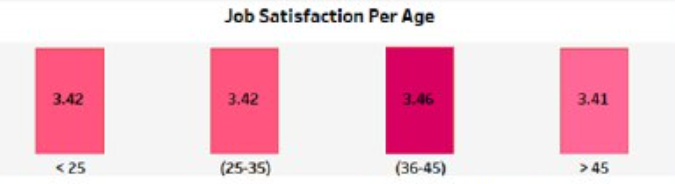 Job Satisfaction Per Age
3.42 3.42 3.46 3.41
< 25 (25-35) (36-45) > 45